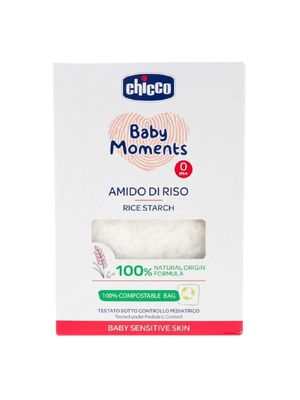 chicco
Baby
Moments
0
m+
AMIDO DI RISO
RICE STARCH
100% NATURAL ORIGIN
FORMULA
100% COMPOSTABLE BAG
TESTATO SOTTO CONTROLLO PEDIATRICO
Tested under Pediatric Control
BABY SENSITIVE SKIN